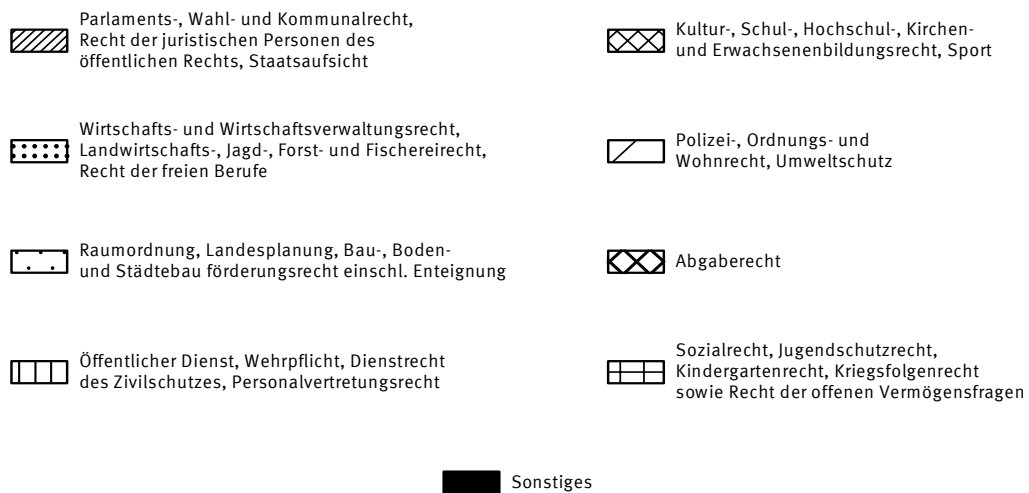 Parlaments-, Wahl- und Kommunalrecht,
Recht der juristischen Personen des
öffentlichen Rechts, Staatsaufsicht
Kultur-, Schul-, Hochschul-, Kirchen-
und Erwachsenenbildungsrecht, Sport
Wirtschafts- und Wirtschaftsverwaltungsrecht,
Landwirtschafts-, Jagd-, Forst- und Fischereirecht,
Recht der freien Berufe
Polizei-, Ordnungs- und
Wohnrecht, Umweltschutz
Raumordnung, Landesplanung, Bau-, Boden-
und Städtebau förderungsrecht einschl. Enteignung
Abgaberecht
Öffentlicher Dienst, Wehrpflicht, Dienstrecht
des Zivilschutzes, Personalvertretungsrecht
Sozialrecht, Jugendschutzrecht,
Kindergartenrecht, Kriegsfolgenrecht
sowie Recht der offenen Vermögensfragen
Sonstiges